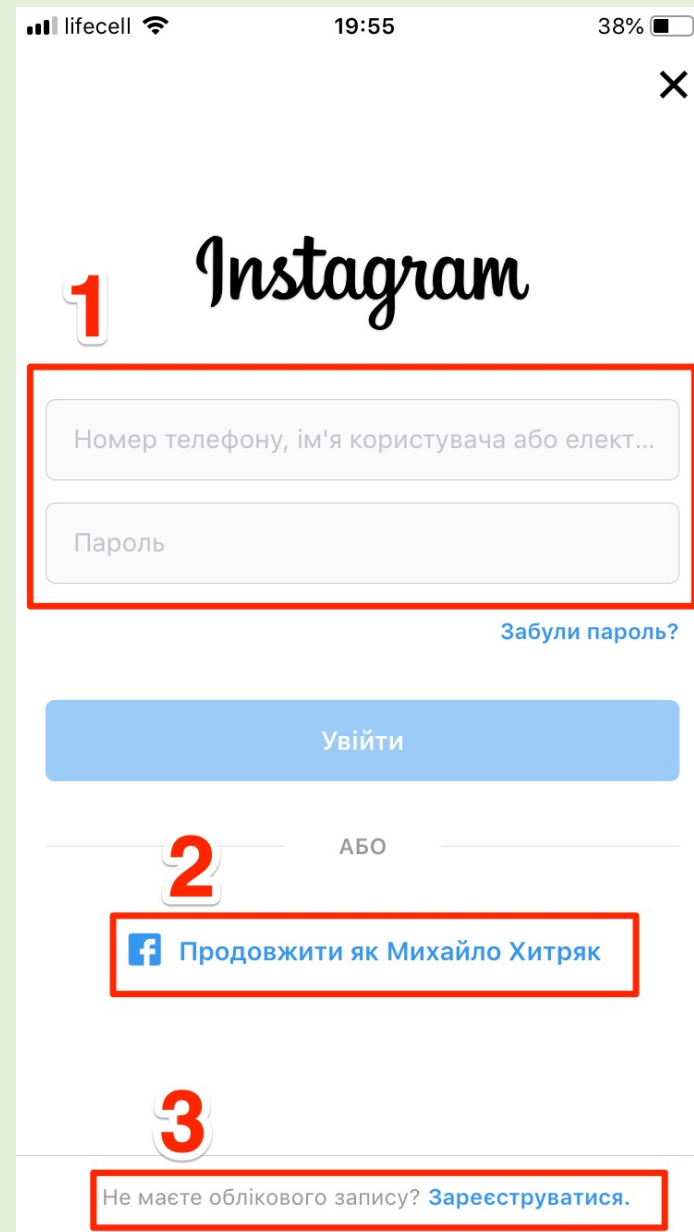 lifecell 19:55 38%
Instagram
1
Номер телефону, ім'я користувача або елект...
Пароль
Забули пароль?
Увійти
АБО
2
Продовжити як Михайло Хитряк
3
Не маєте облікового запису? Зареєструватися.